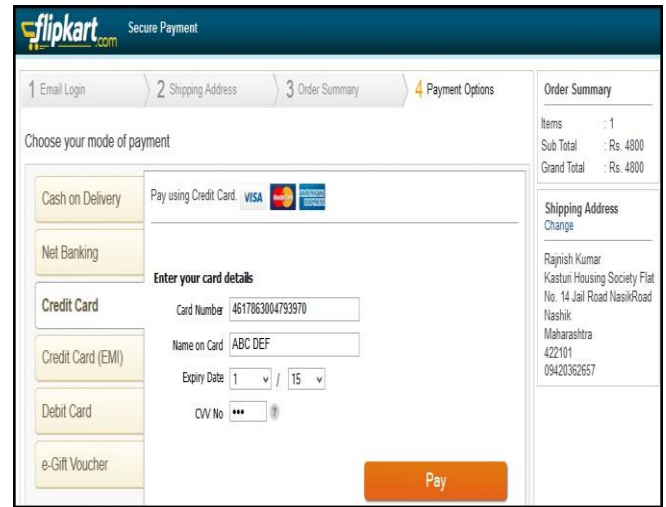 flipkart.com Secure Payment
1 Email Login 2 Shipping Address 3 Order Summary 4 Payment Options
Choose your mode of payment
Cash on Delivery
Net Banking
Credit Card
Credit Card (EMI)
Debit Card
e-Gift Voucher
Pay using Credit Card. VISA MasterCard AMERICAN EXPRESS
Enter your card details
Card Number 4617863004793970
Name on Card ABC DEF
Expiry Date 1 / 15
CVV No ••• ?
Pay
Order Summary
Items : 1
Sub Total : Rs. 4800
Grand Total : Rs. 4800
Shipping Address
Change
Rajnish Kumar
Kasturi Housing Society Flat
No. 14 Jail Road NasikRoad
Nashik
Maharashtra
422101
09420362657